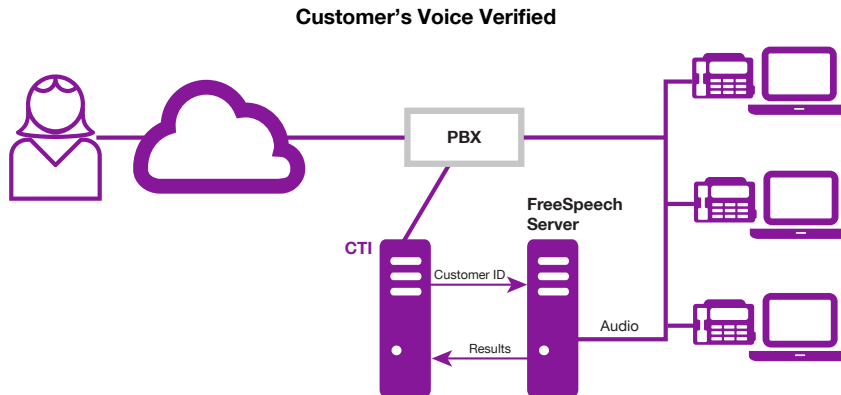 Customer’s Voice Verified
PBX
FreeSpeech
Server
CTI
Customer ID
Audio
Results